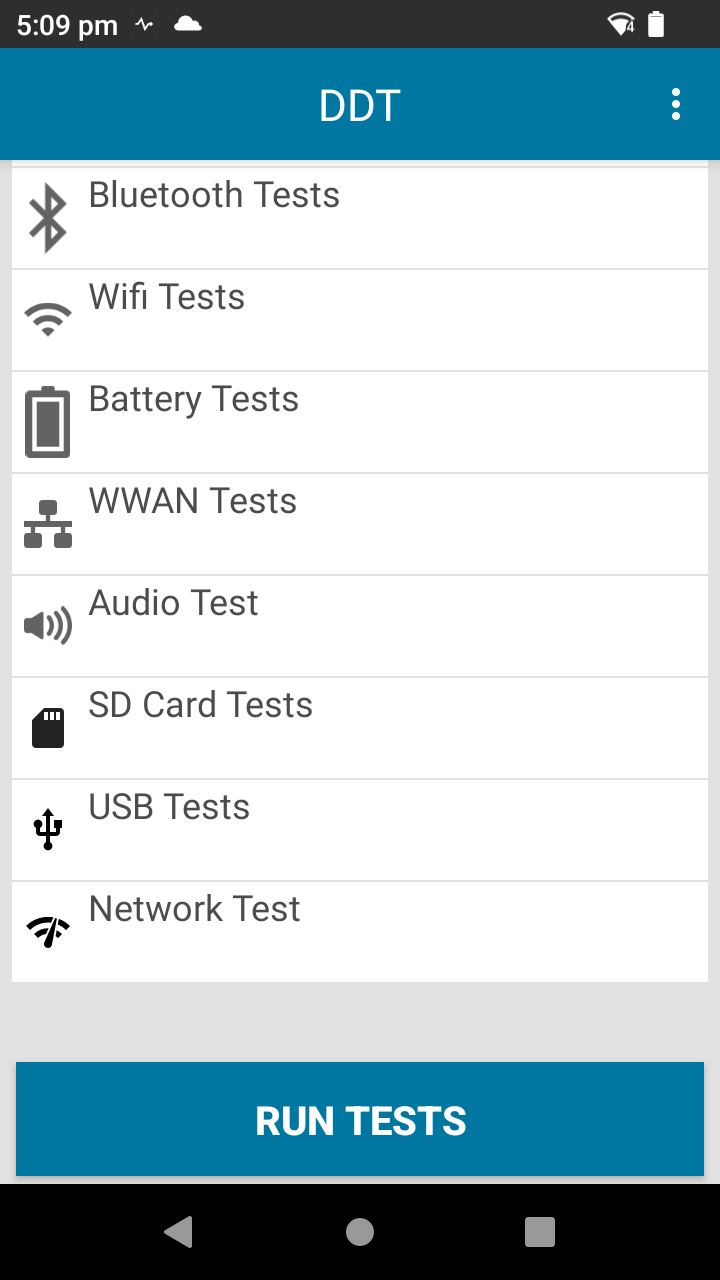 5:09 pm
4
DDT
Bluetooth Tests
Wifi Tests
Battery Tests
WWAN Tests
Audio Test
SD Card Tests
USB Tests
Network Test
RUN TESTS